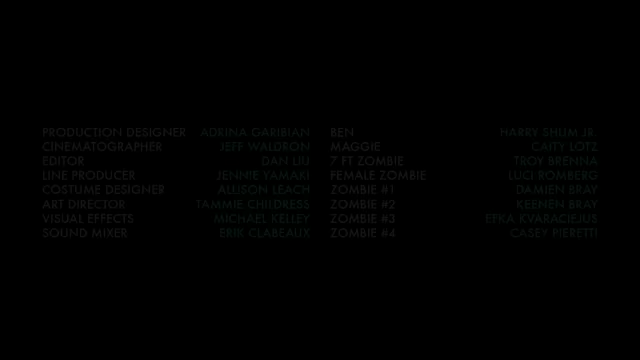 PRODUCTION DESIGNER ADRINA GARIBIAN
CINEMATOGRAPHER JEFF WALDRON
EDITOR DAN LIU
LINE PRODUCER JENNIE YAMAKI
COSTUME DESIGNER ALLISON LEACH
ART DIRECTOR TAMMIE CHILDRESS
VISUAL EFFECTS MICHAEL KELLEY
SOUND MIXER ERIK CLABEAUX
BEN HARRY SHUM JR.
MAGGIE CAITY LOTZ
7 FT ZOMBIE TROY BRENNA
FEMALE ZOMBIE LUCI ROMBERG
ZOMBIE #1 DAMIEN BRAY
ZOMBIE #2 KEENEN BRAY
ZOMBIE #3 EFKA KVARACIEJUS
ZOMBIE #4 CASEY PIERETTI